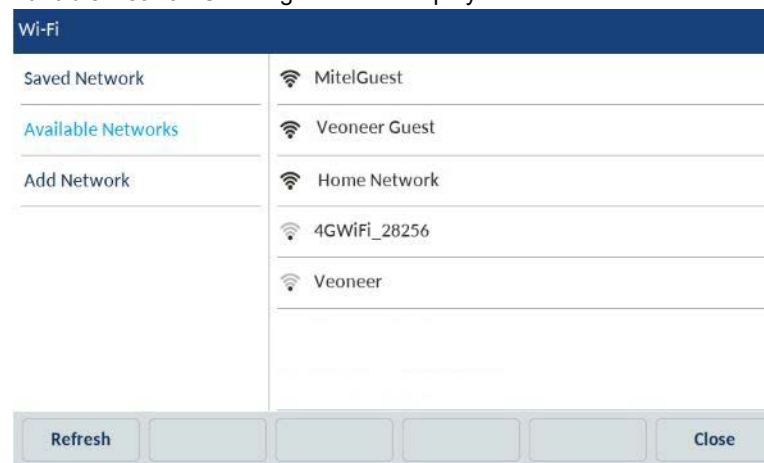 Wi-Fi
Saved Network
Available Networks
Add Network
MitelGuest
Veoneer Guest
Home Network
4GWiFi_28256
Veoneer
Refresh
Close